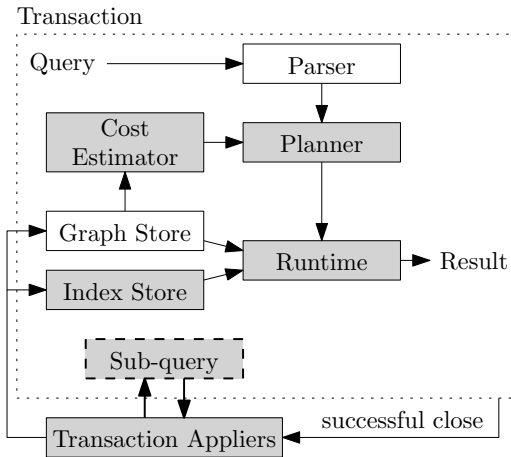 Transaction
Query
Parser
Cost
Estimator
Planner
Graph Store
Runtime
Result
Index Store
Sub-query
successful close
Transaction Appliers